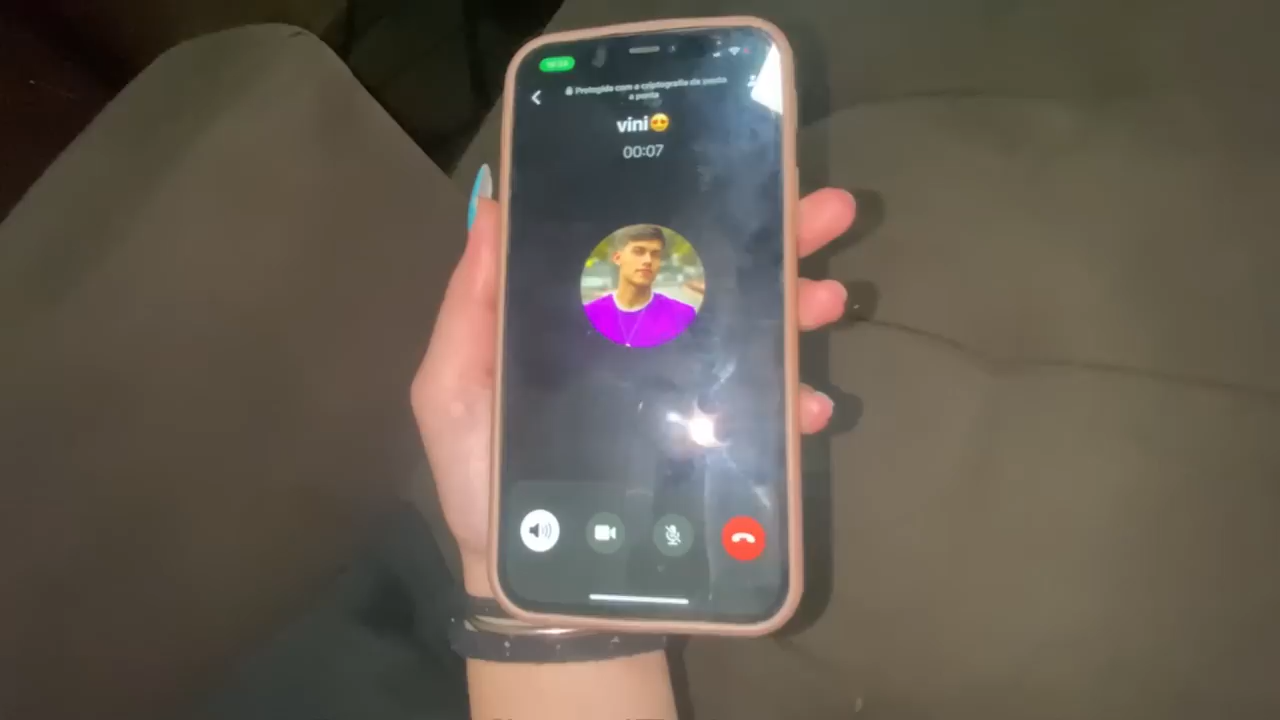 Protegida com a criptografia de ponta
a ponta
vini😍
00:07